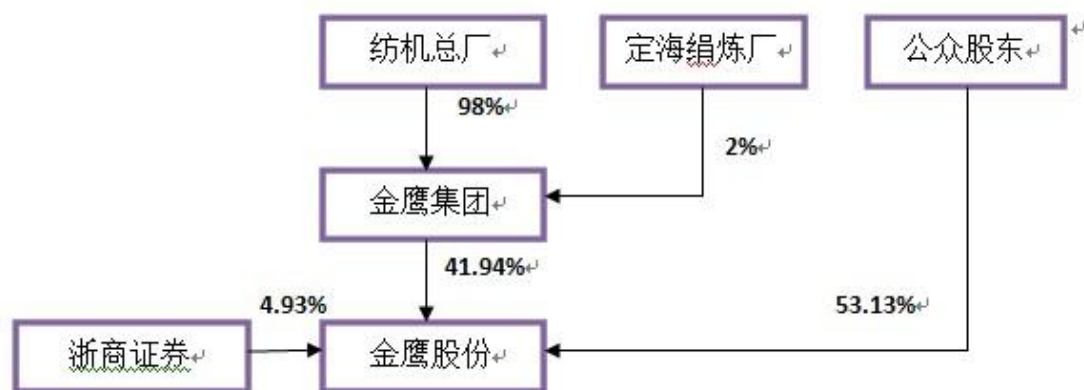 纺机总厂
定海绢炼厂
公众股东
98%
2%
金鹰集团
41.94%
4.93%
53.13%
浙商证券
金鹰股份